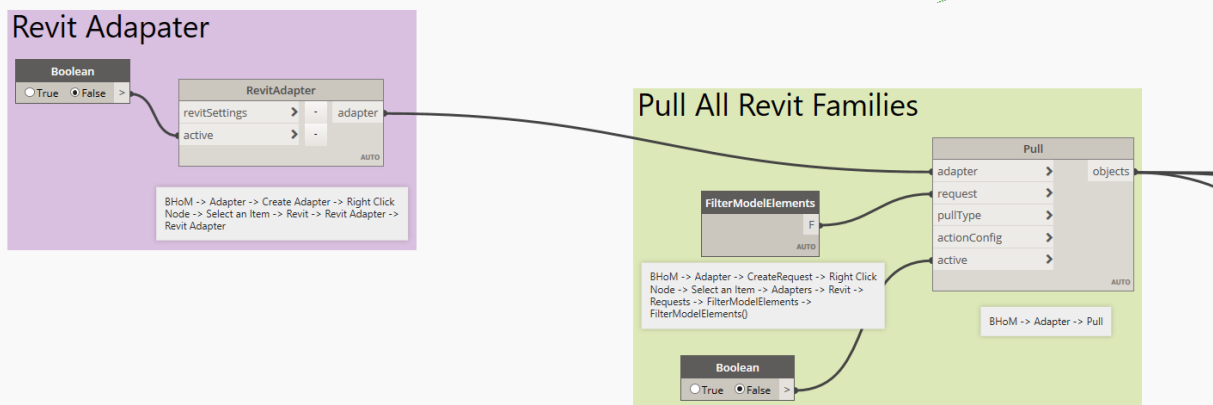 Revit Adapater
Boolean
True False >
RevitAdapter
revitSettings > - adapter
active > -
AUTO
BHoM -> Adapter -> Create Adapter -> Right Click
Node -> Select an Item -> Revit -> Revit Adapter ->
Revit Adapter
Pull All Revit Families
FilterModelElements
F
AUTO
BHoM -> Adapter -> CreateRequest -> Right Click
Node -> Select an Item -> Adapters -> Revit ->
Requests -> FilterModelElements ->
FilterModelElements()
Boolean
True False >
Pull
adapter > objects
request >
pullType >
actionConfig >
active >
AUTO
BHoM -> Adapter -> Pull